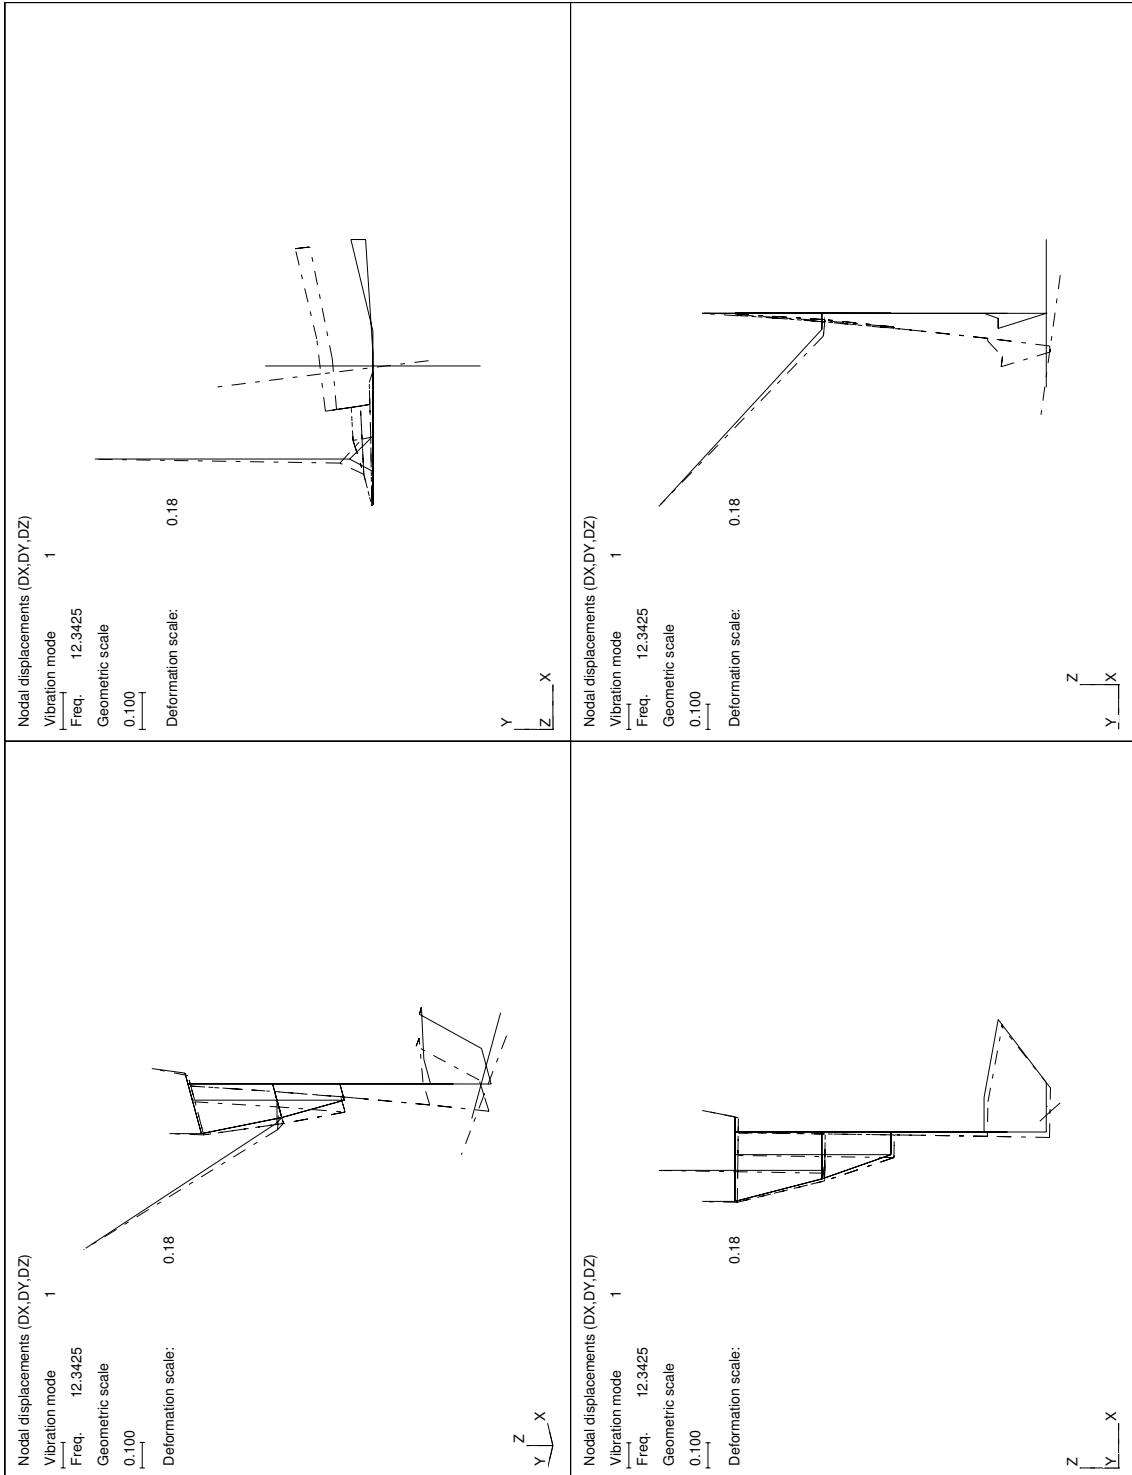 Nodal displacements (DX,DY,DZ)
Vibration mode 1
Freq. 12.3425
Geometric scale
0.100
Deformation scale: 0.18
Z
Y X
Nodal displacements (DX,DY,DZ)
Vibration mode 1
Freq. 12.3425
Geometric scale
0.100
Deformation scale: 0.18
Y
Z X
Nodal displacements (DX,DY,DZ)
Vibration mode 1
Freq. 12.3425
Geometric scale
0.100
Deformation scale: 0.18
Z
X
Nodal displacements (DX,DY,DZ)
Vibration mode 1
Freq. 12.3425
Geometric scale
0.100
Deformation scale: 0.18
Z
Y X